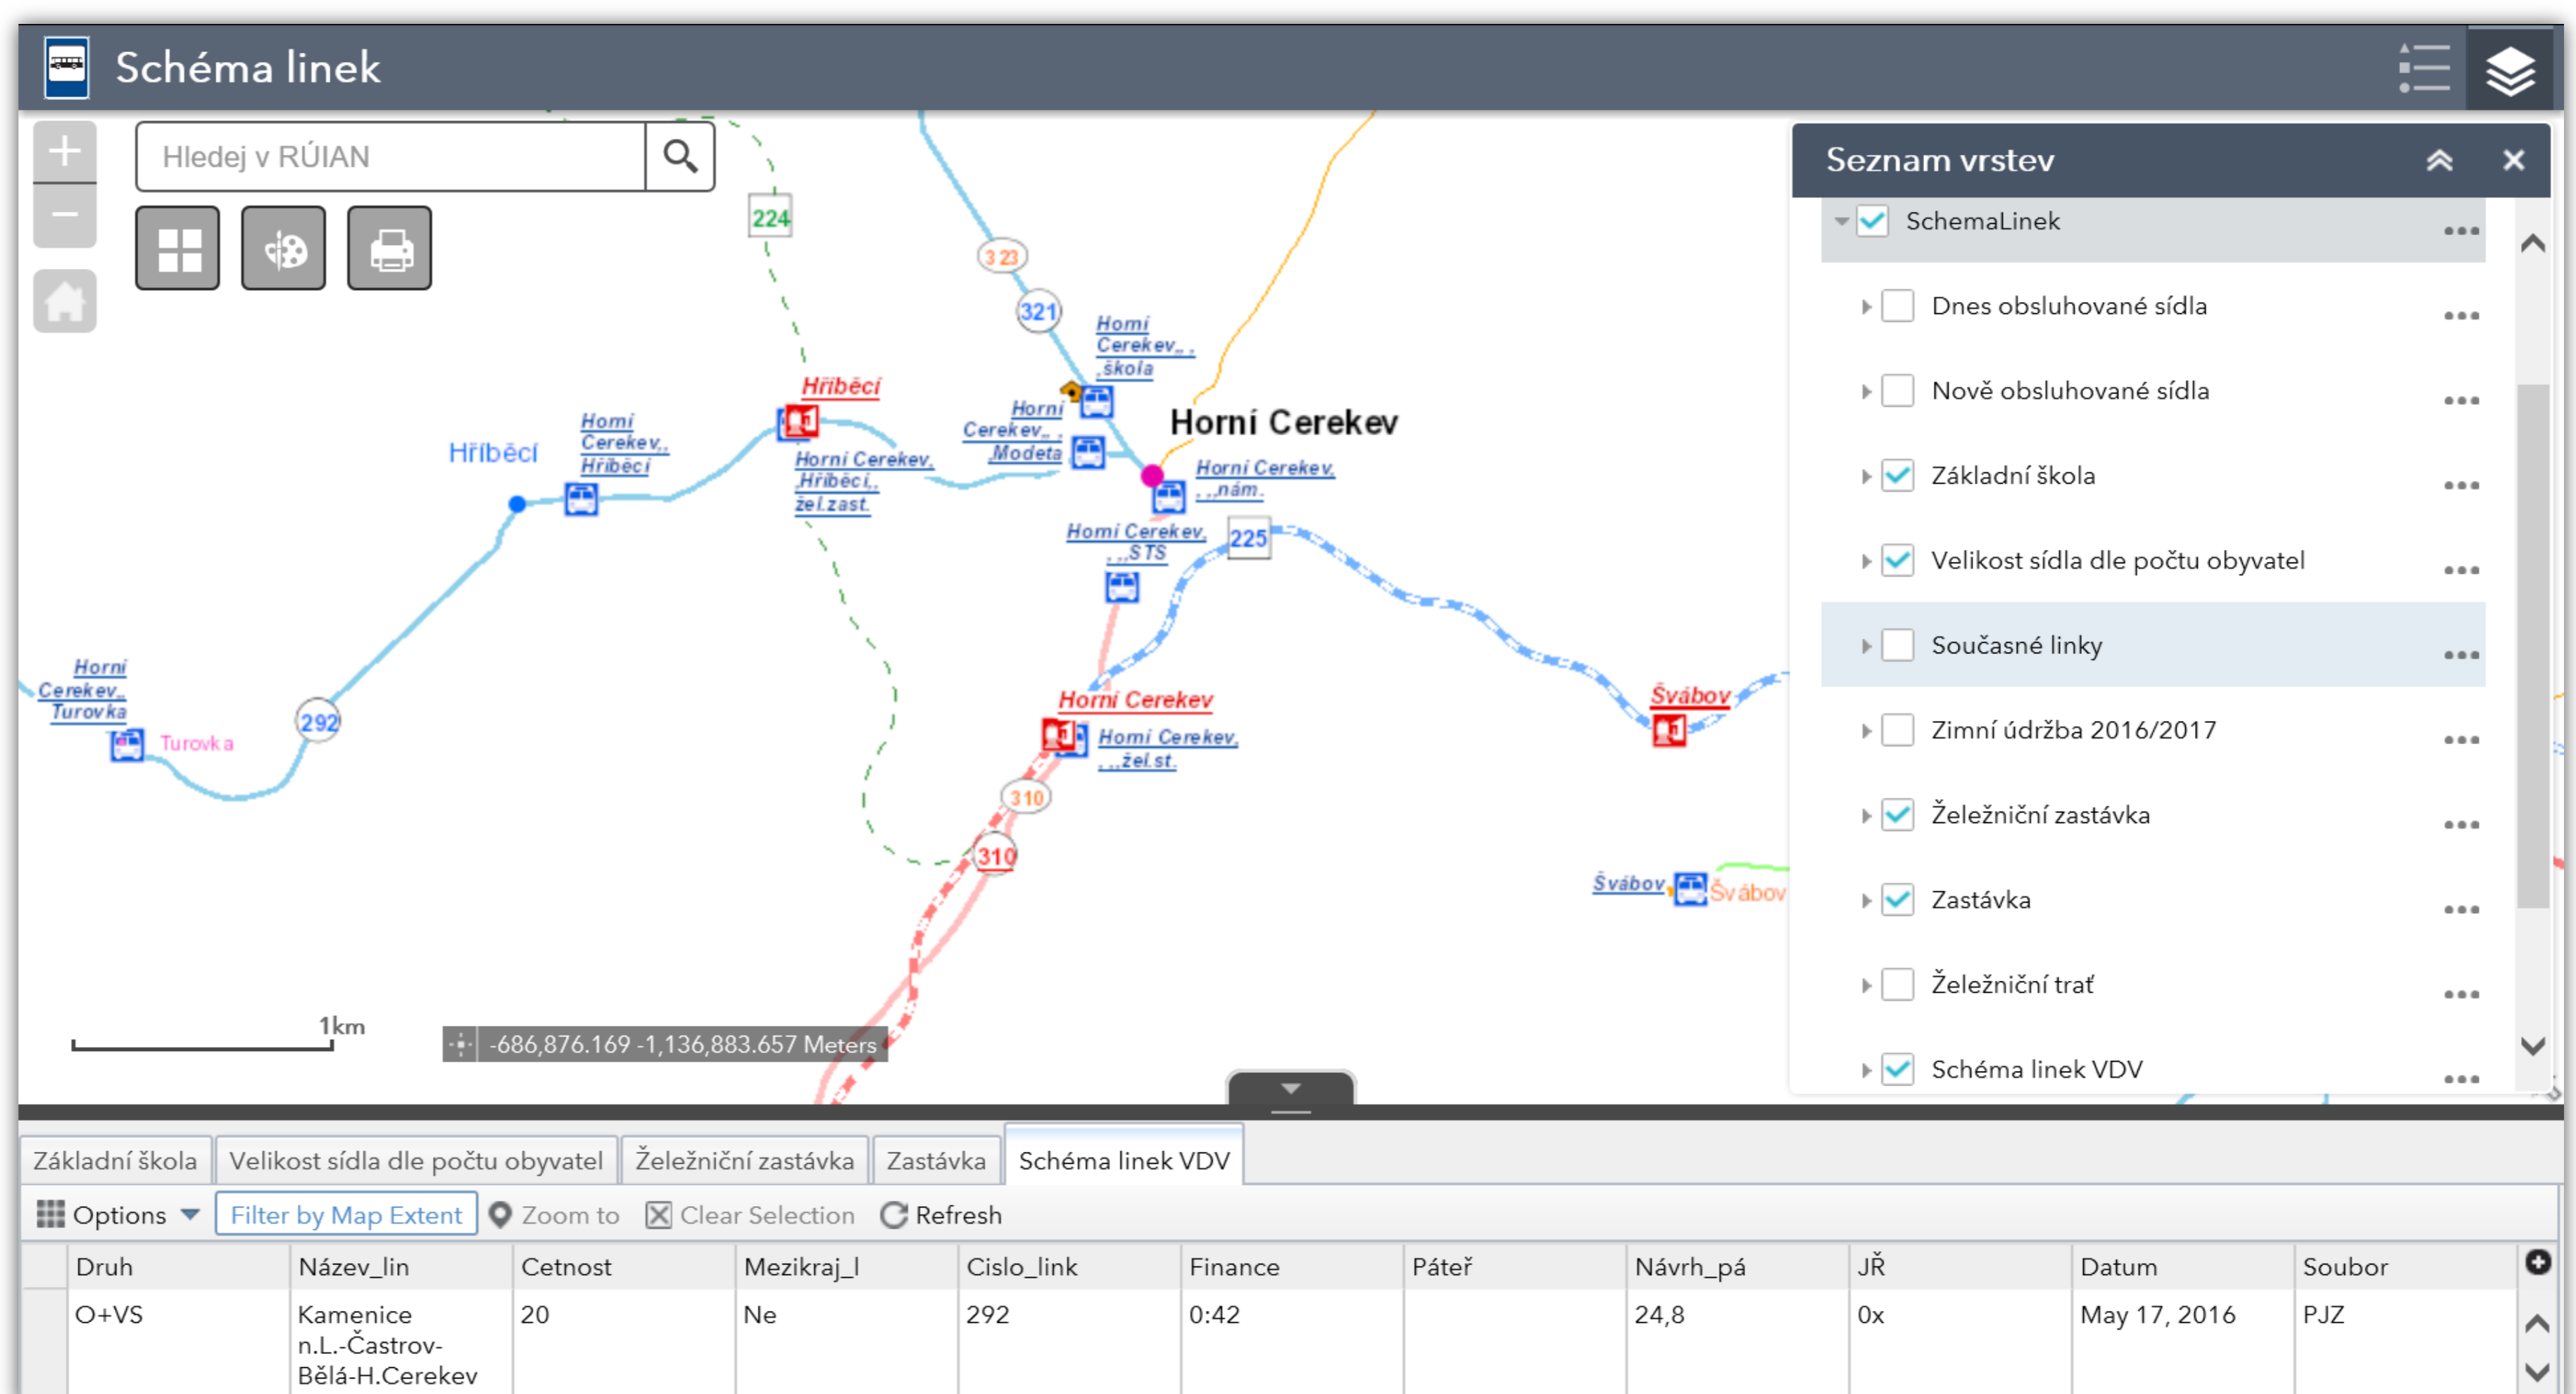 Schéma linek
Hledej v RÚIAN
224
3 23
321
Horní
Cerekev,, ,
,škola
Hříběcí
Horní
Cerekev,,
Hříběcí
Hříběcí
Horní
Cerekev,, ,
,Modeta
Horní Cerekev
Horní Cerekev,
,Hříběcí,,
žel.zast.
Horní Cerekev,
, ,,nám.
Horní Cerekev,
, ,,STS
225
Horní
Cerekev,,
Turovka
Turovka
292
Horní Cerekev
Horní Cerekev,
, ,,žel.st.
Švábov
310
310
Švábov
Švábov
1km
-686,876.169 -1,136,883.657 Meters
Seznam vrstev
SchemaLinek
Dnes obsluhované sídla
Nově obsluhované sídla
Základní škola
Velikost sídla dle počtu obyvatel
Současné linky
Zimní údržba 2016/2017
Želežniční zastávka
Zastávka
Želežniční trať
Schéma linek VDV
Základní škola Velikost sídla dle počtu obyvatel Želežniční zastávka Zastávka Schéma linek VDV
Options Filter by Map Extent Zoom to Clear Selection Refresh
Druh Název_lin Cetnost Mezikraj_l Cislo_link Finance Páteř Návrh_pá JŘ Datum Soubor
O+VS Kamenice 20 Ne 292 0:42 24,8 0x May 17, 2016 PJZ
n.L.-Častrov-
Bělá-H.Cerekev